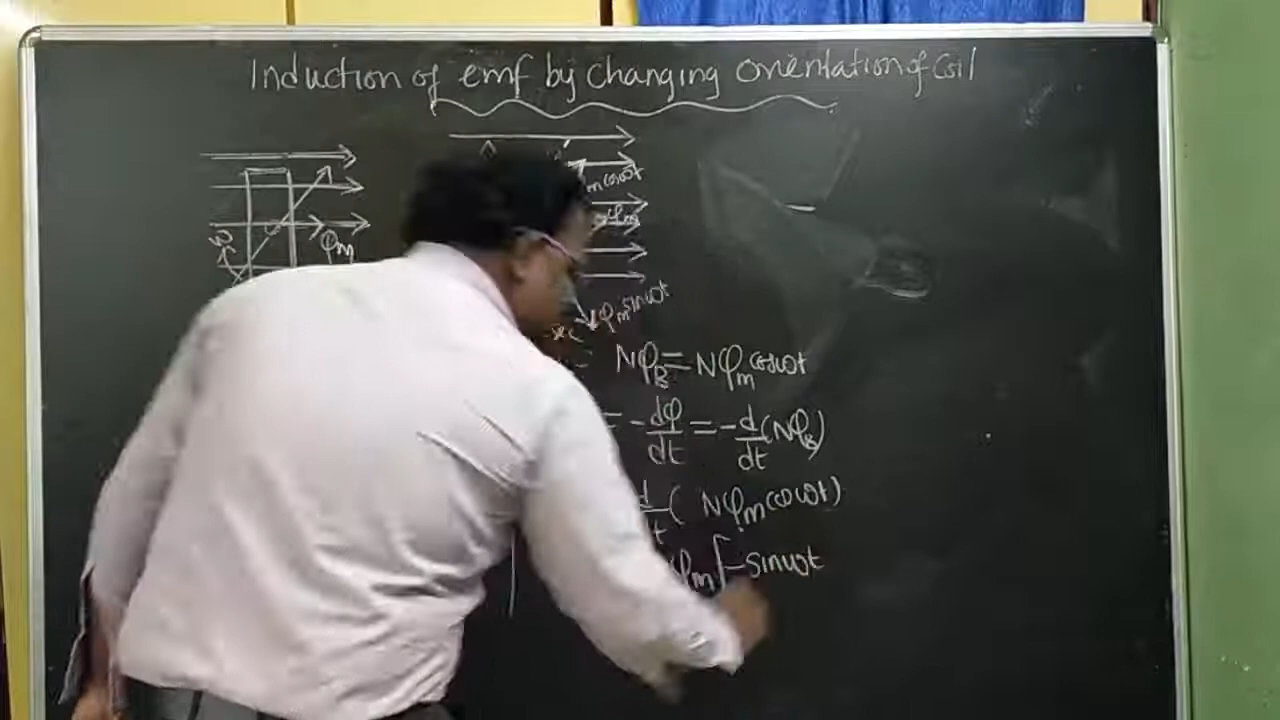 Induction of emf by changing orientation of Coil
m cosωt
φm
ω
φm
φm sinωt
= Nφ_B = Nφm cosωt
= -dφ/dt = -d/dt (Nφ_B)
d/dt ( Nφm cosωt)
φm [-sinωt